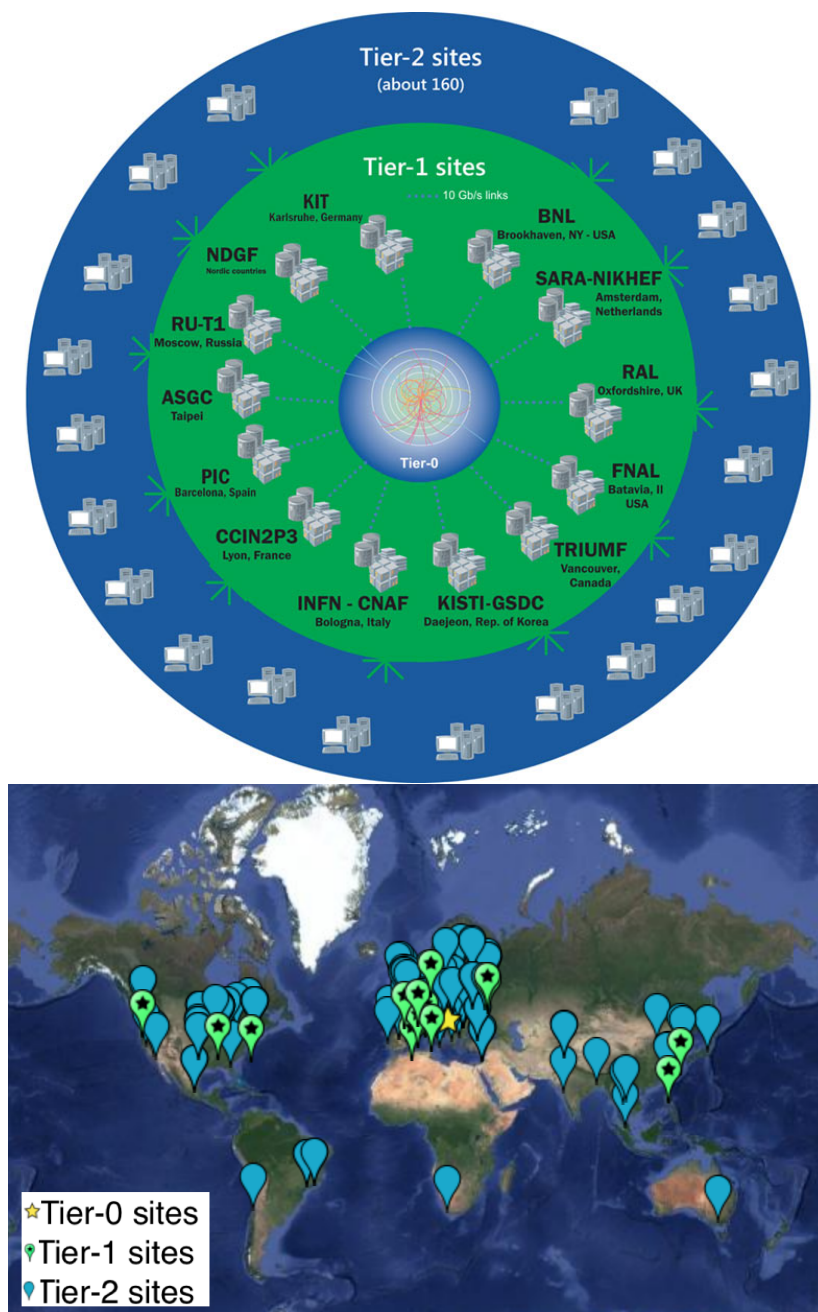 Tier-2 sites
(about 160)
Tier-1 sites
10 Gb/s links
KIT
Karlsruhe, Germany
BNL
Brookhaven, NY - USA
NDGF
Nordic countries
SARA-NIKHEF
Amsterdam,
Netherlands
RU-T1
Moscow, Russia
RAL
Oxfordshire, UK
ASGC
Taipei
Tier-0
PIC
Barcelona, Spain
FNAL
Batavia, Il
USA
CCIN2P3
Lyon, France
TRIUMF
Vancouver,
Canada
INFN - CNAF
Bologna, Italy
KISTI-GSDC
Daejeon, Rep. of Korea
Tier-0 sites
Tier-1 sites
Tier-2 sites